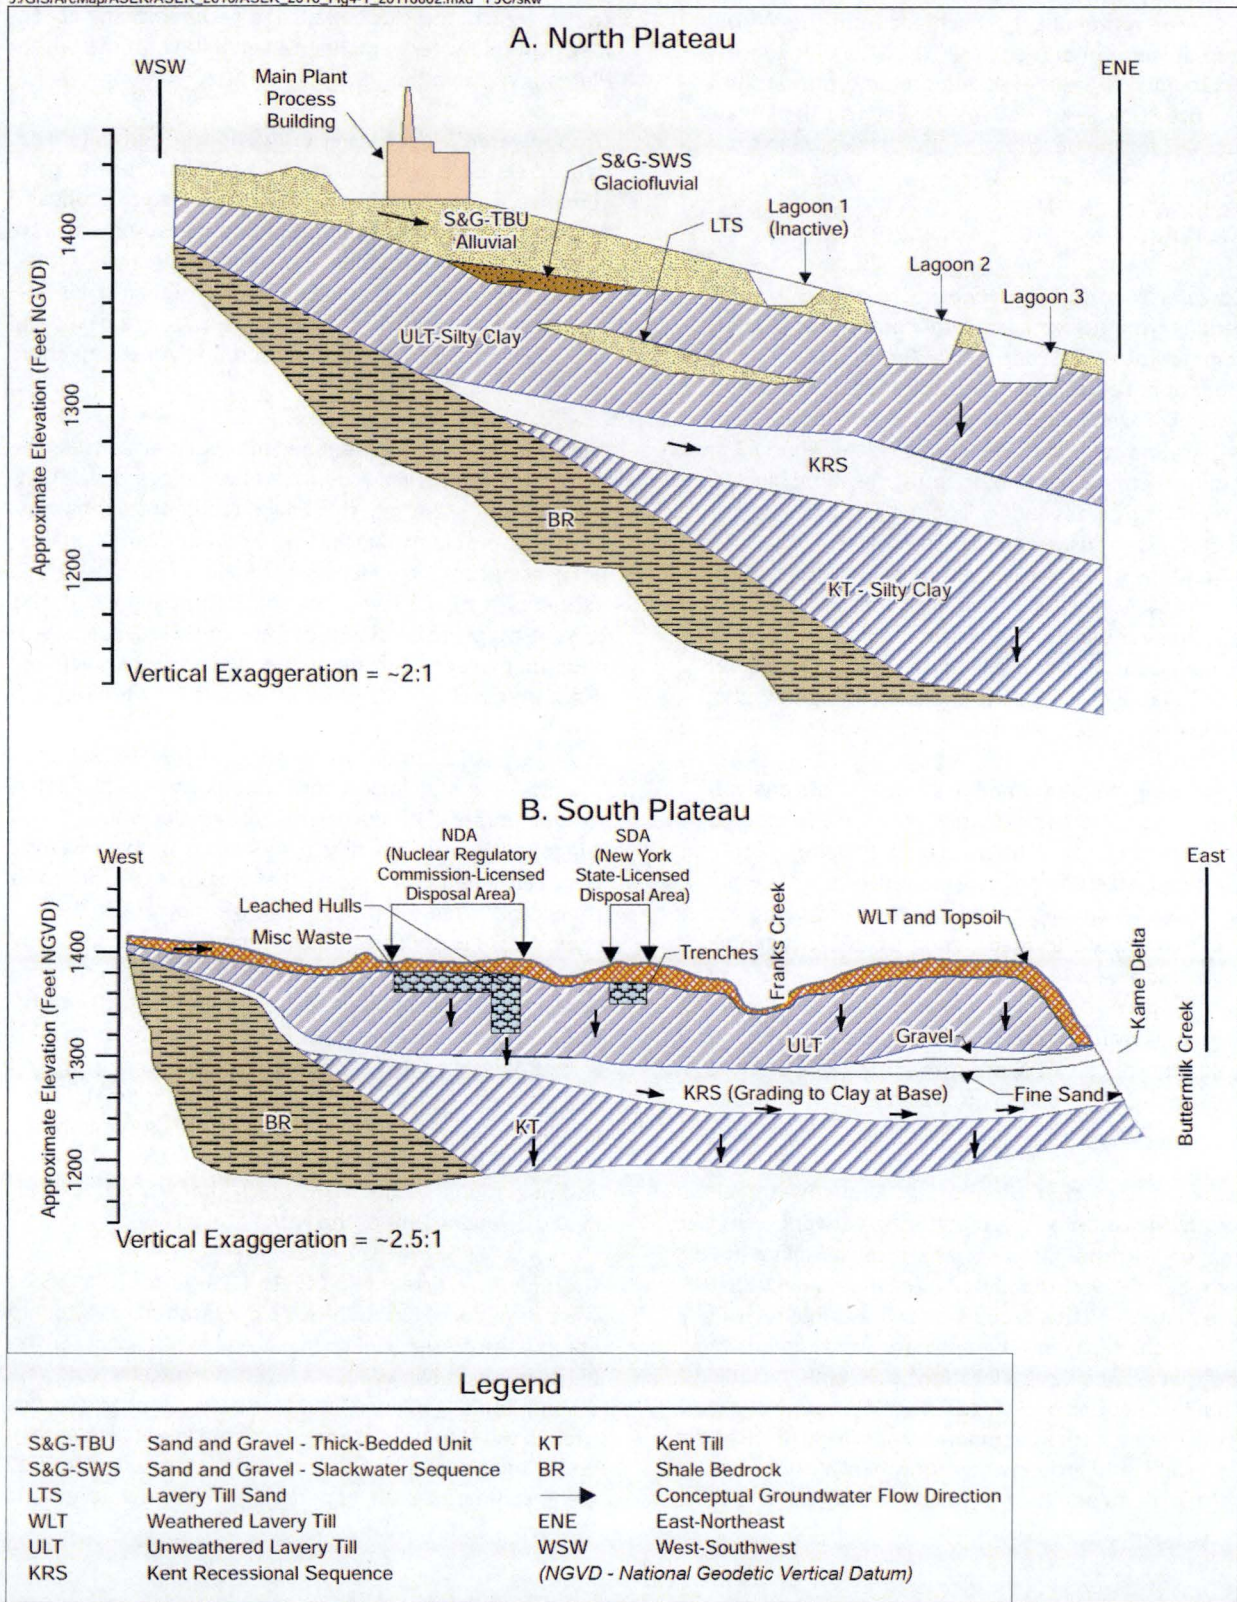 A. North Plateau
WSW
ENE
Main Plant
Process
Building
S&G-SWS
Glaciofluvial
S&G-TBU
Alluvial
LTS
Lagoon 1
(Inactive)
Lagoon 2
Lagoon 3
ULT-Silty Clay
KRS
BR
KT - Silty Clay
Approximate Elevation (Feet NGVD)
1400
1300
1200
Vertical Exaggeration = ~2:1
B. South Plateau
West
East
NDA
(Nuclear Regulatory
Commission-Licensed
Disposal Area)
SDA
(New York
State-Licensed
Disposal Area)
Leached Hulls
Misc Waste
Trenches
Franks Creek
WLT and Topsoil
Kame Delta
Buttermilk Creek
ULT
Gravel
KRS (Grading to Clay at Base)
Fine Sand
BR
KT
Approximate Elevation (Feet NGVD)
1400
1300
1200
Vertical Exaggeration = ~2.5:1
Legend
S&G-TBU Sand and Gravel - Thick-Bedded Unit
S&G-SWS Sand and Gravel - Slackwater Sequence
LTS Lavery Till Sand
WLT Weathered Lavery Till
ULT Unweathered Lavery Till
KRS Kent Recessional Sequence
KT Kent Till
BR Shale Bedrock
Conceptual Groundwater Flow Direction
ENE East-Northeast
WSW West-Southwest
(NGVD - National Geodetic Vertical Datum)